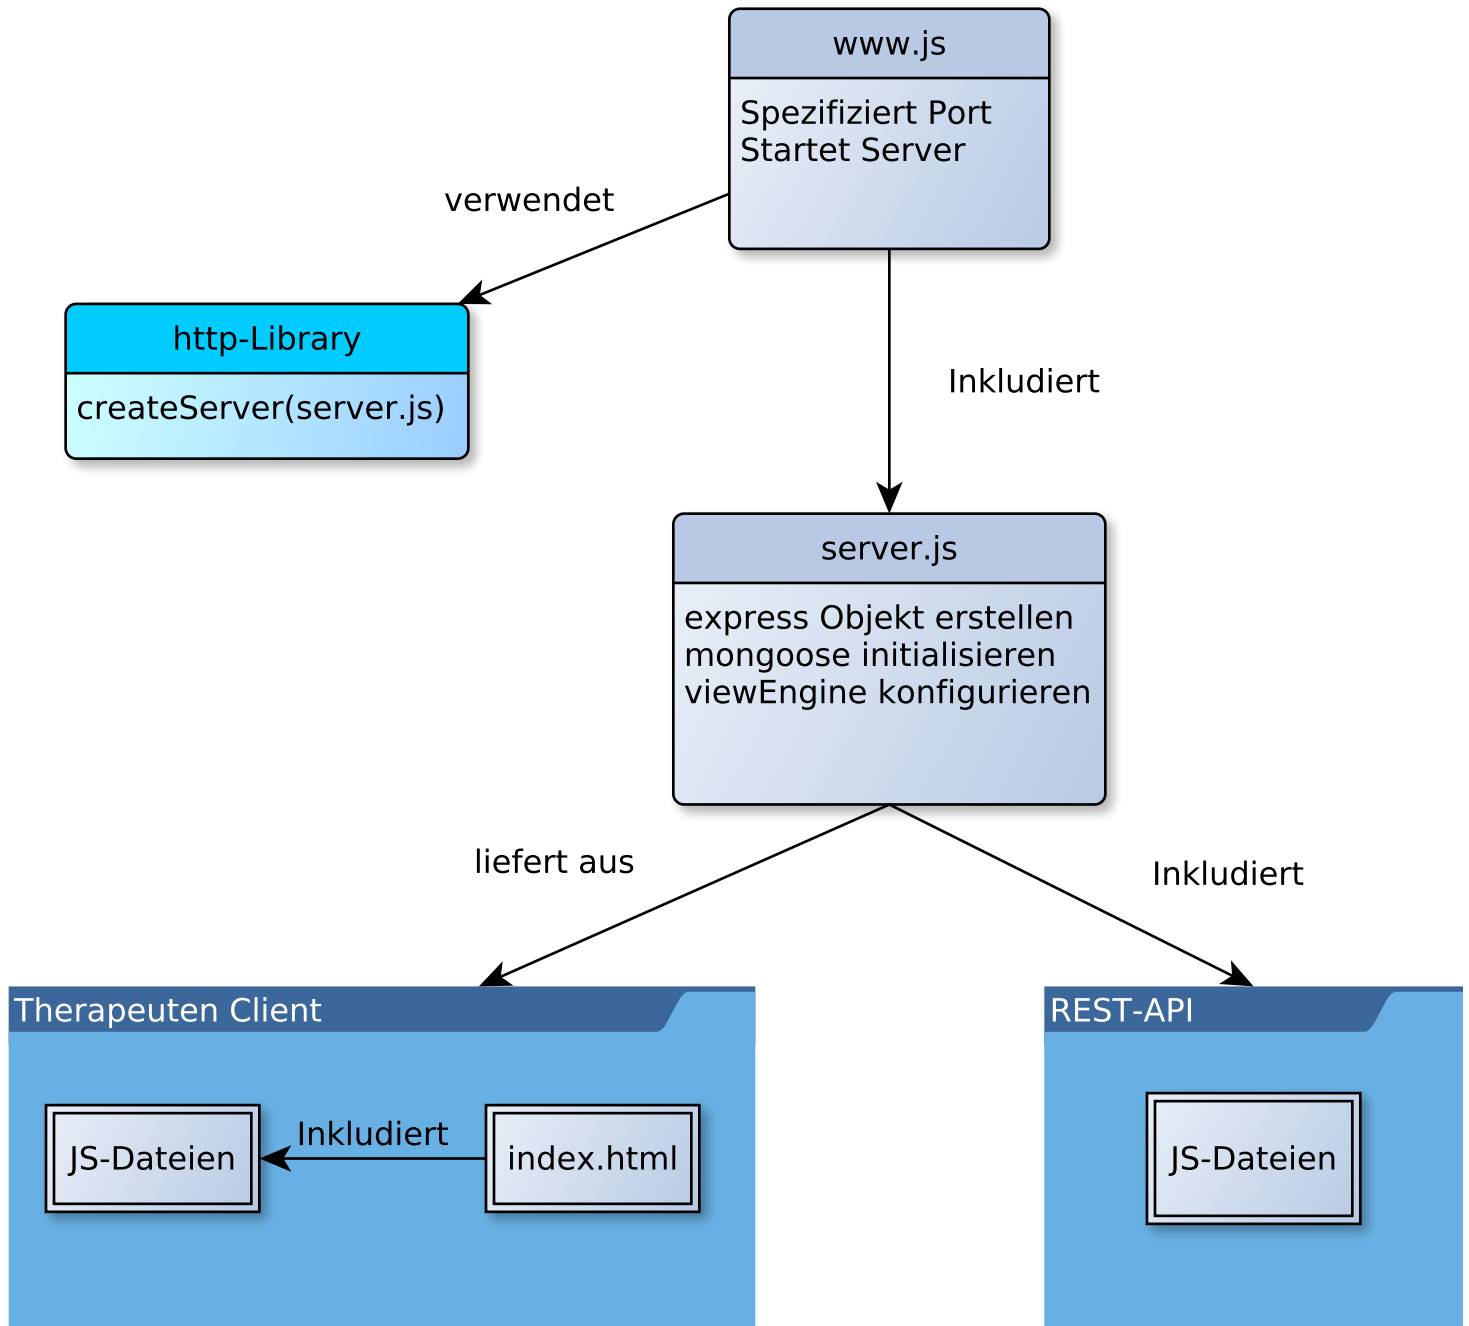 www.js
Spezifiziert Port
Startet Server
verwendet
http-Library
createServer(server.js)
Inkludiert
server.js
express Objekt erstellen
mongoose initialisieren
viewEngine konfigurieren
liefert aus
Inkludiert
Therapeuten Client
JS-Dateien
Inkludiert
index.html
REST-API
JS-Dateien